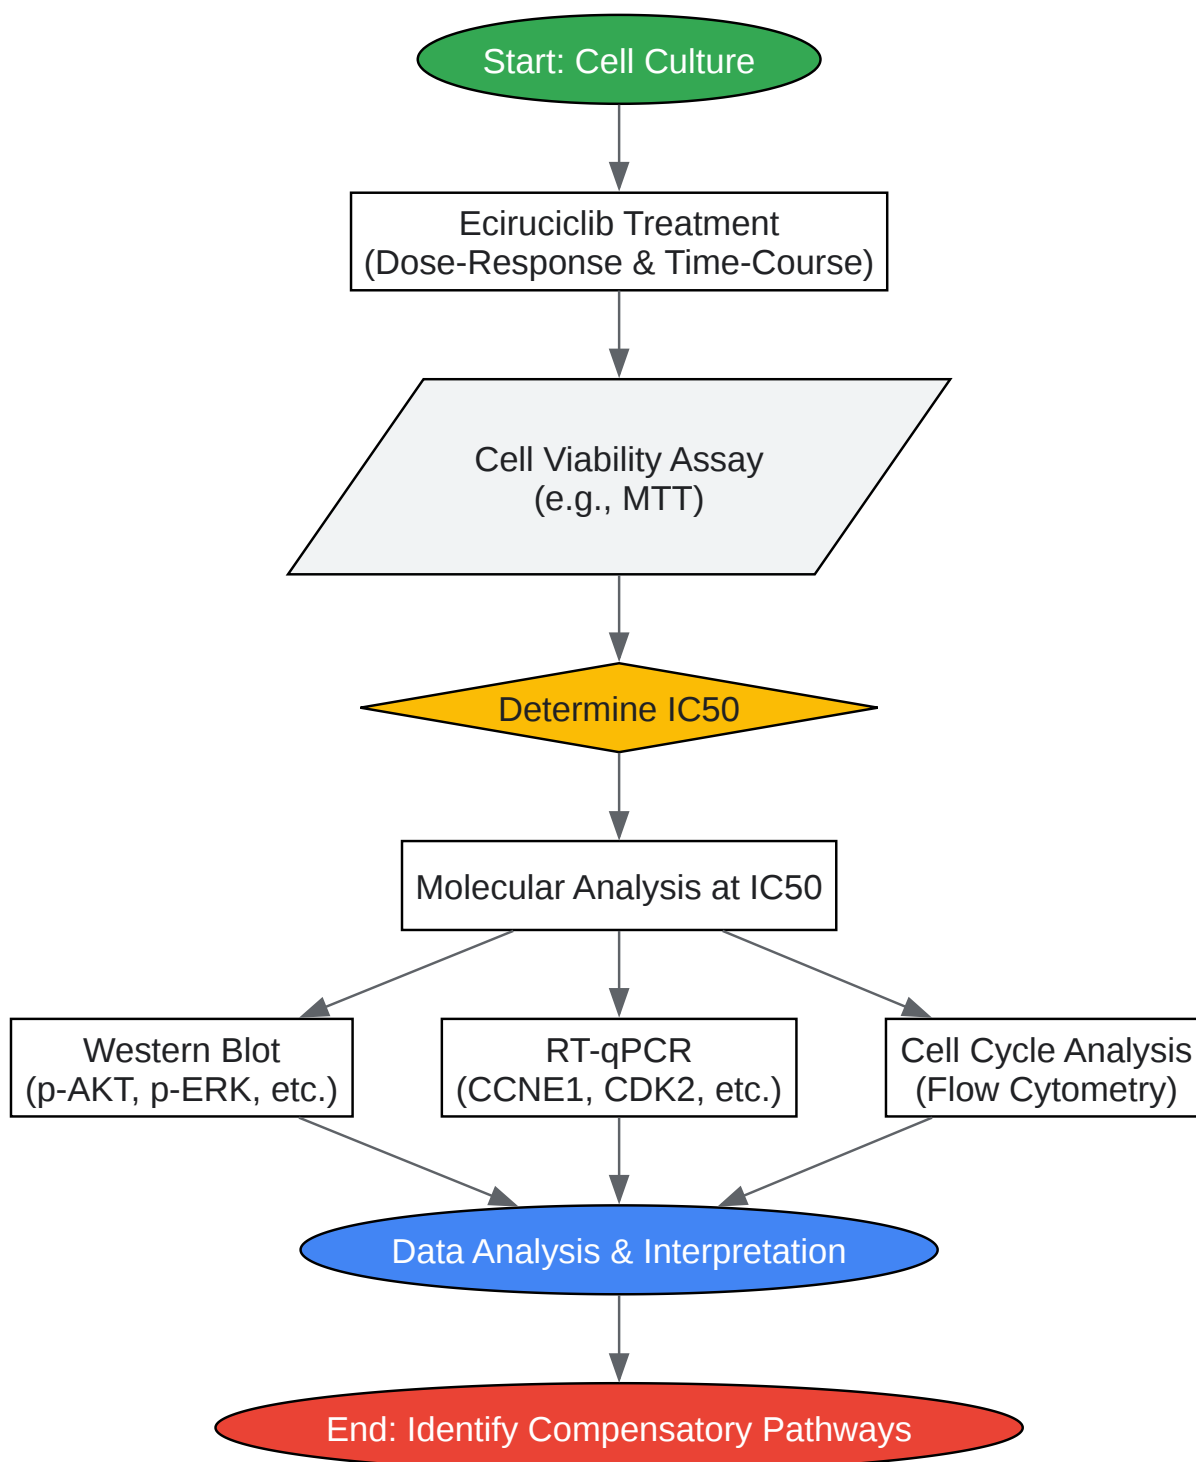 Start: Cell Culture
Eciruciclib Treatment
(Dose-Response & Time-Course)
Cell Viability Assay
(e.g., MTT)
Determine IC50
Molecular Analysis at IC50
Western Blot
(p-AKT, p-ERK, etc.)
RT-qPCR
(CCNE1, CDK2, etc.)
Cell Cycle Analysis
(Flow Cytometry)
Data Analysis & Interpretation
End: Identify Compensatory Pathways